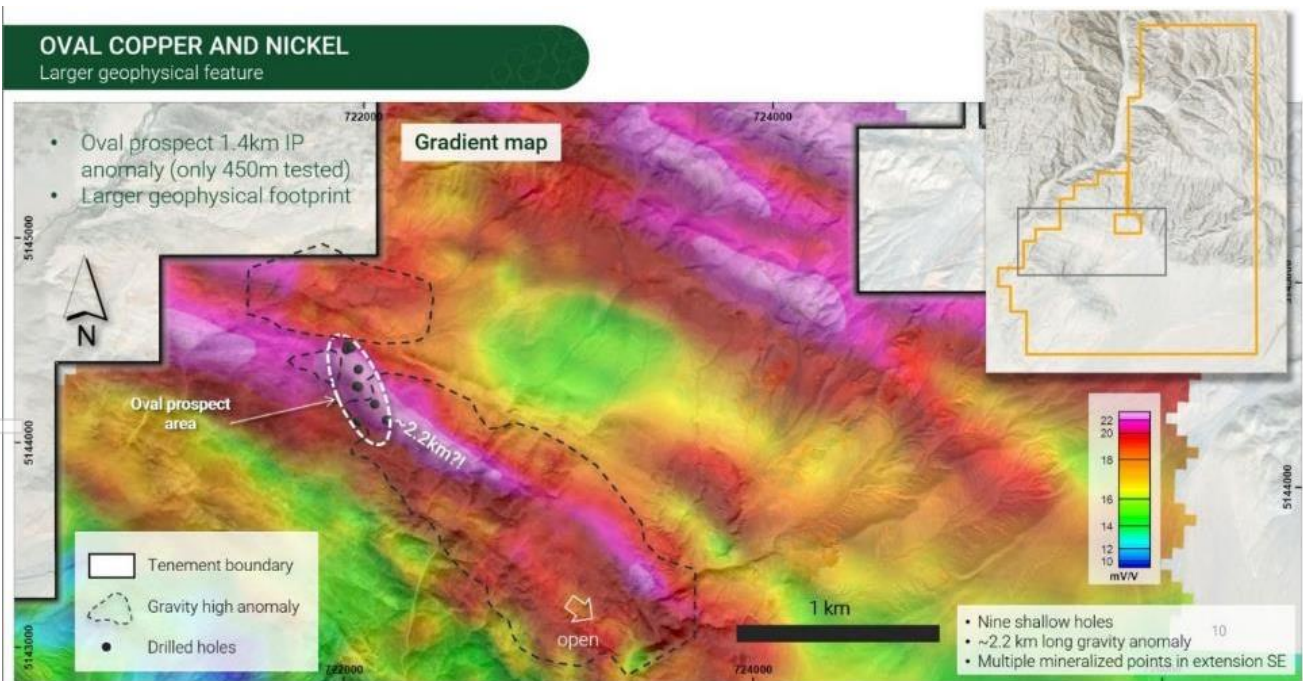 OVAL COPPER AND NICKEL
Larger geophysical feature
• Oval prospect 1.4km IP
anomaly (only 450m tested)
• Larger geophysical footprint
Gradient map
722000
724000
5145000
N
Oval prospect
area
~2.2km?!
5144000
5144000
22
20
18
16
14
12
10
mV/V
Tenement boundary
Gravity high anomaly
Drilled holes
open
1 km
• Nine shallow holes
• ~2.2 km long gravity anomaly
• Multiple mineralized points in extension SE
10
5143000
722000
724000